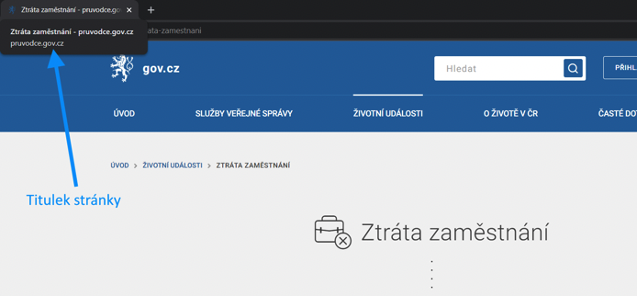 Ztráta zaměstnání - pruvodce.go
Ztráta zaměstnání - pruvodce.gov.cz
pruvodce.gov.cz
ata-zamestnani
gov.cz
Hledat
PŘIHL
ÚVOD
SLUŽBY VEŘEJNÉ SPRÁVY
ŽIVOTNÍ UDÁLOSTI
O ŽIVOTĚ V ČR
ČASTÉ DOT
ÚVOD > ŽIVOTNÍ UDÁLOSTI > ZTRÁTA ZAMĚSTNÁNÍ
Titulek stránky
Ztráta zaměstnání